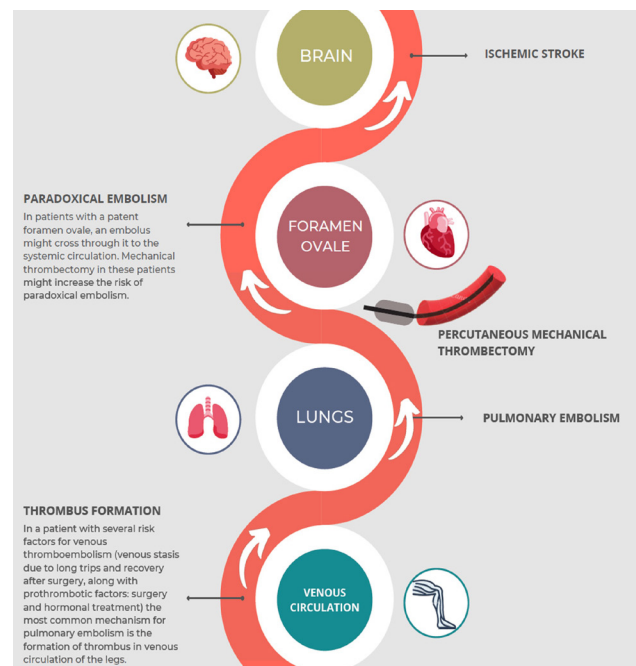 BRAIN
ISCHEMIC STROKE
PARADOXICAL EMBOLISM
In patients with a patent
foramen ovale, an embolus
might cross through it to the
systemic circulation. Mechanical
thrombectomy in these patients
might increase the risk of
paradoxical embolism.
FORAMEN
OVALE
PERCUTANEOUS MECHANICAL
THROMBECTOMY
LUNGS
PULMONARY EMBOLISM
THROMBUS FORMATION
In a patient with several risk
factors for venous
thromboembolism (venous stasis
due to long trips and recovery
after surgery, along with
prothrombotic factors: surgery
and hormonal treatment) the
most common mechanism for
pulmonary embolism is the
formation of thrombus in venous
circulation of the legs.
VENOUS
CIRCULATION